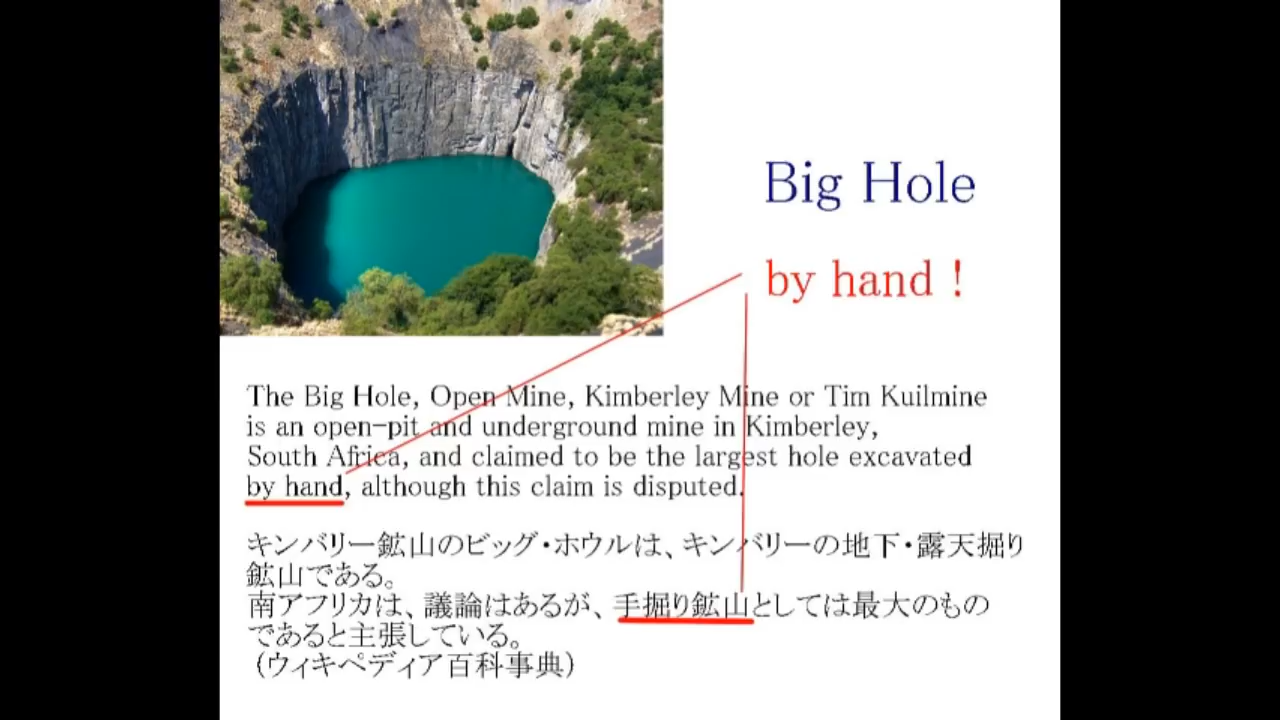 Big Hole
by hand !
The Big Hole, Open Mine, Kimberley Mine or Tim Kuilmine
is an open-pit and underground mine in Kimberley,
South Africa, and claimed to be the largest hole excavated
by hand, although this claim is disputed.
キンバリー鉱山のビッグ・ホウルは、キンバリーの地下・露天掘り
鉱山である。
南アフリカは、議論はあるが、手掘り鉱山としては最大のもの
であると主張している。
(ウィキペディア百科事典)